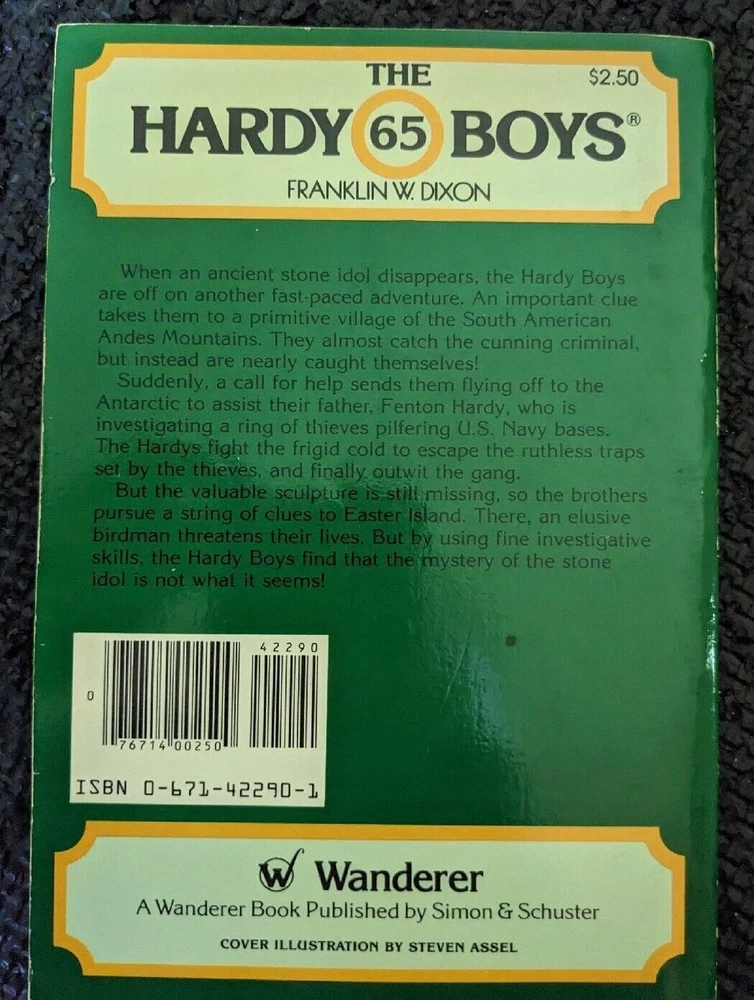 THE
$2.50
HARDY 65 BOYS®
FRANKLIN W. DIXON
When an ancient stone idol disappears, the Hardy Boys
are off on another fast-paced adventure. An important clue
takes them to a primitive village of the South American
Andes Mountains. They almost catch the cunning criminal,
but instead are nearly caught themselves!
Suddenly, a call for help sends them flying off to the
Antarctic to assist their father, Fenton Hardy, who is
investigating a ring of thieves pilfering U.S. Navy bases.
The Hardys fight the frigid cold to escape the ruthless traps
set by the thieves, and finally outwit the gang.
But the valuable sculpture is still missing, so the brothers
pursue a string of clues to Easter Island. There, an elusive
birdman threatens their lives. But by using fine investigative
skills, the Hardy Boys find that the mystery of the stone
idol is not what it seems!
42290
0
76714 00250
ISBN 0-671-42290-1
W Wanderer
A Wanderer Book Published by Simon & Schuster
COVER ILLUSTRATION BY STEVEN ASSEL